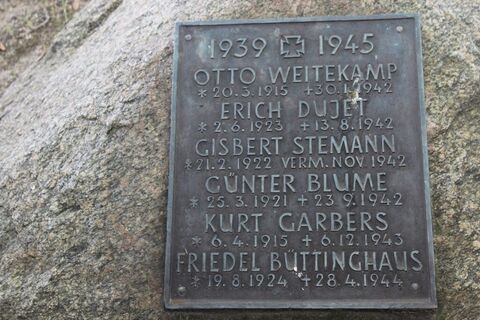 1939 1945
OTTO WEITEKAMP
* 20.3.1915 +30.1.1942
ERICH DUJET
* 2.6.1923 +13.8.1942
GISBERT STEMANN
*21.2.1922 VERM.NOV 1942
GÜNTER BLUME
* 25.3.1921 +23.9.1942
KURT GARBERS
* 6.4.1915 +6.12.1943
FRIEDEL BÜTTINGHAUS
*19.8.1924 +28.4.1944